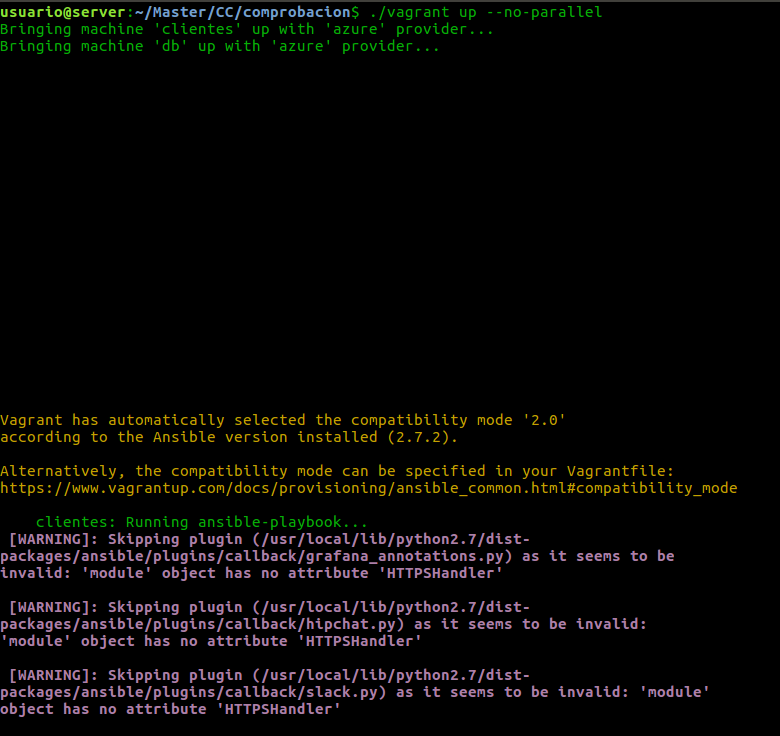 usuario@server:~/Master/CC/comprobacion$ ./vagrant up --no-parallel
Bringing machine 'clientes' up with 'azure' provider...
Bringing machine 'db' up with 'azure' provider...
Vagrant has automatically selected the compatibility mode '2.0'
according to the Ansible version installed (2.7.2).
Alternatively, the compatibility mode can be specified in your Vagrantfile:
https://www.vagrantup.com/docs/provisioning/ansible_common.html#compatibility_mode
clientes: Running ansible-playbook...
[WARNING]: Skipping plugin (/usr/local/lib/python2.7/dist-
packages/ansible/plugins/callback/grafana_annotations.py) as it seems to be
invalid: 'module' object has no attribute 'HTTPSHandler'
[WARNING]: Skipping plugin (/usr/local/lib/python2.7/dist-
packages/ansible/plugins/callback/hipchat.py) as it seems to be invalid:
'module' object has no attribute 'HTTPSHandler'
[WARNING]: Skipping plugin (/usr/local/lib/python2.7/dist-
packages/ansible/plugins/callback/slack.py) as it seems to be invalid: 'module'
object has no attribute 'HTTPSHandler'